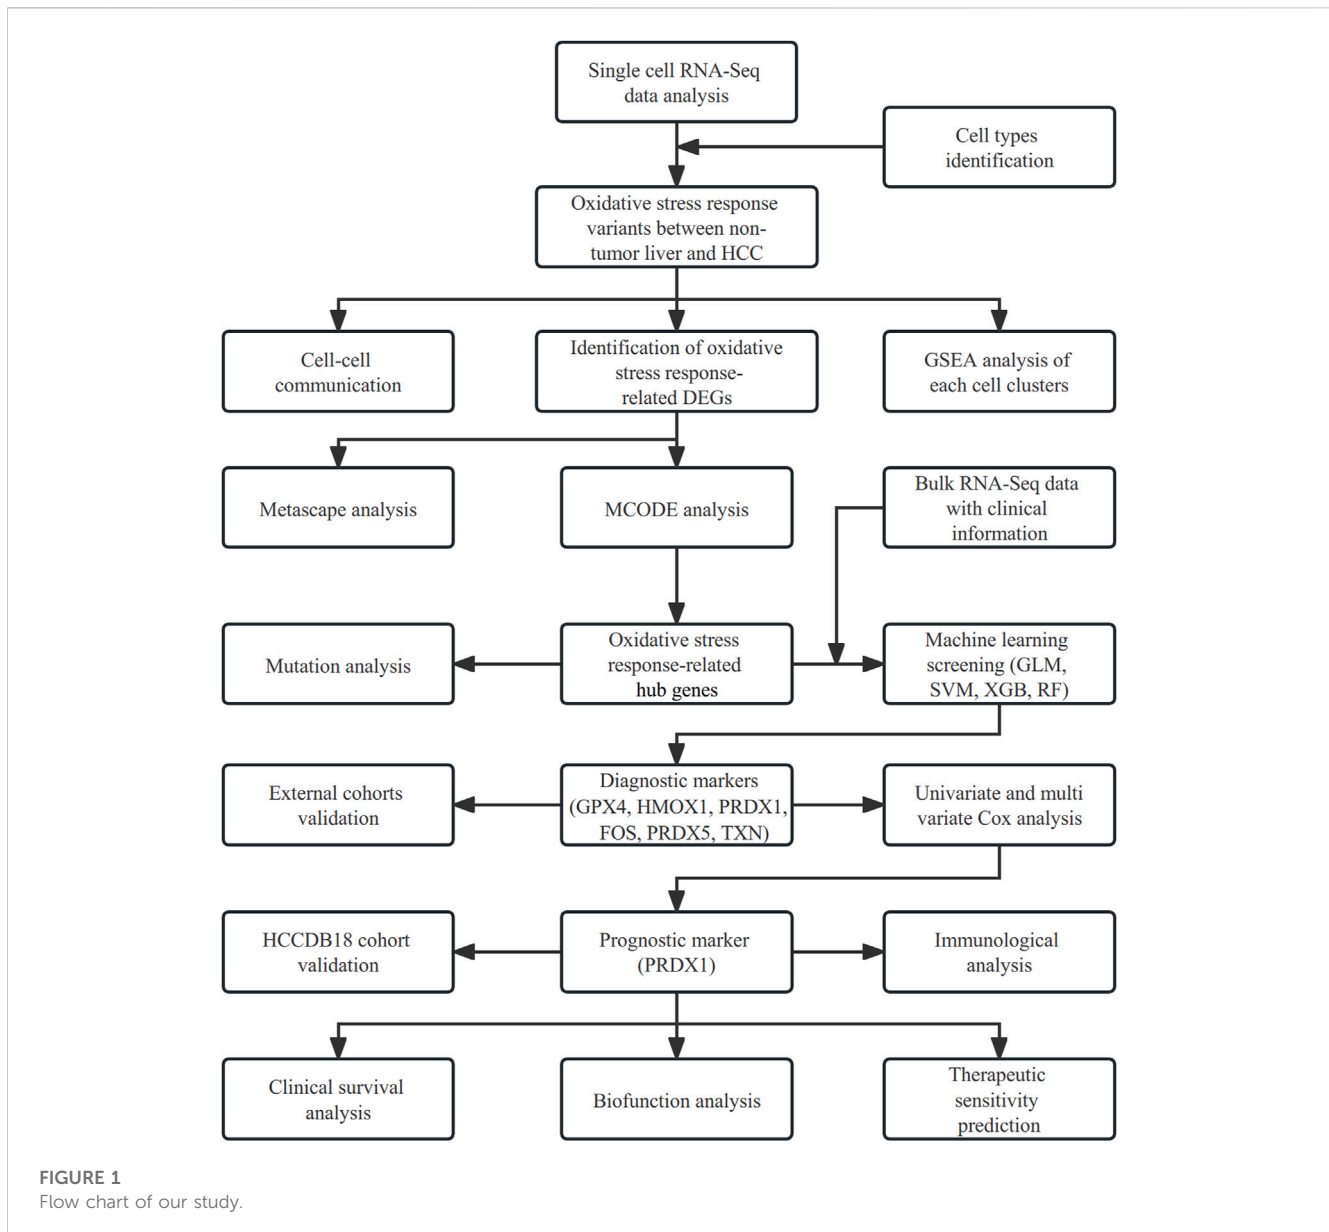 Single cell RNA-Seq
data analysis
Cell types
identification
Oxidative stress response
variants between non-
tumor liver and HCC
Cell-cell
communication
Identification of oxidative
stress response-
related DEGs
GSEA analysis of
each cell clusters
Metascape analysis
MCODE analysis
Bulk RNA-Seq data
with clinical
information
Mutation analysis
Oxidative stress
response-related
hub genes
Machine learning
screening (GLM,
SVM, XGB, RF)
External cohorts
validation
Diagnostic markers
(GPX4, HMOX1, PRDX1,
FOS, PRDX5, TXN)
Univariate and multi
variate Cox analysis
HCCDB18 cohort
validation
Prognostic marker
(PRDX1)
Immunological
analysis
Clinical survival
analysis
Biofunction analysis
Therapeutic
sensitivity
prediction
FIGURE 1
Flow chart of our study.